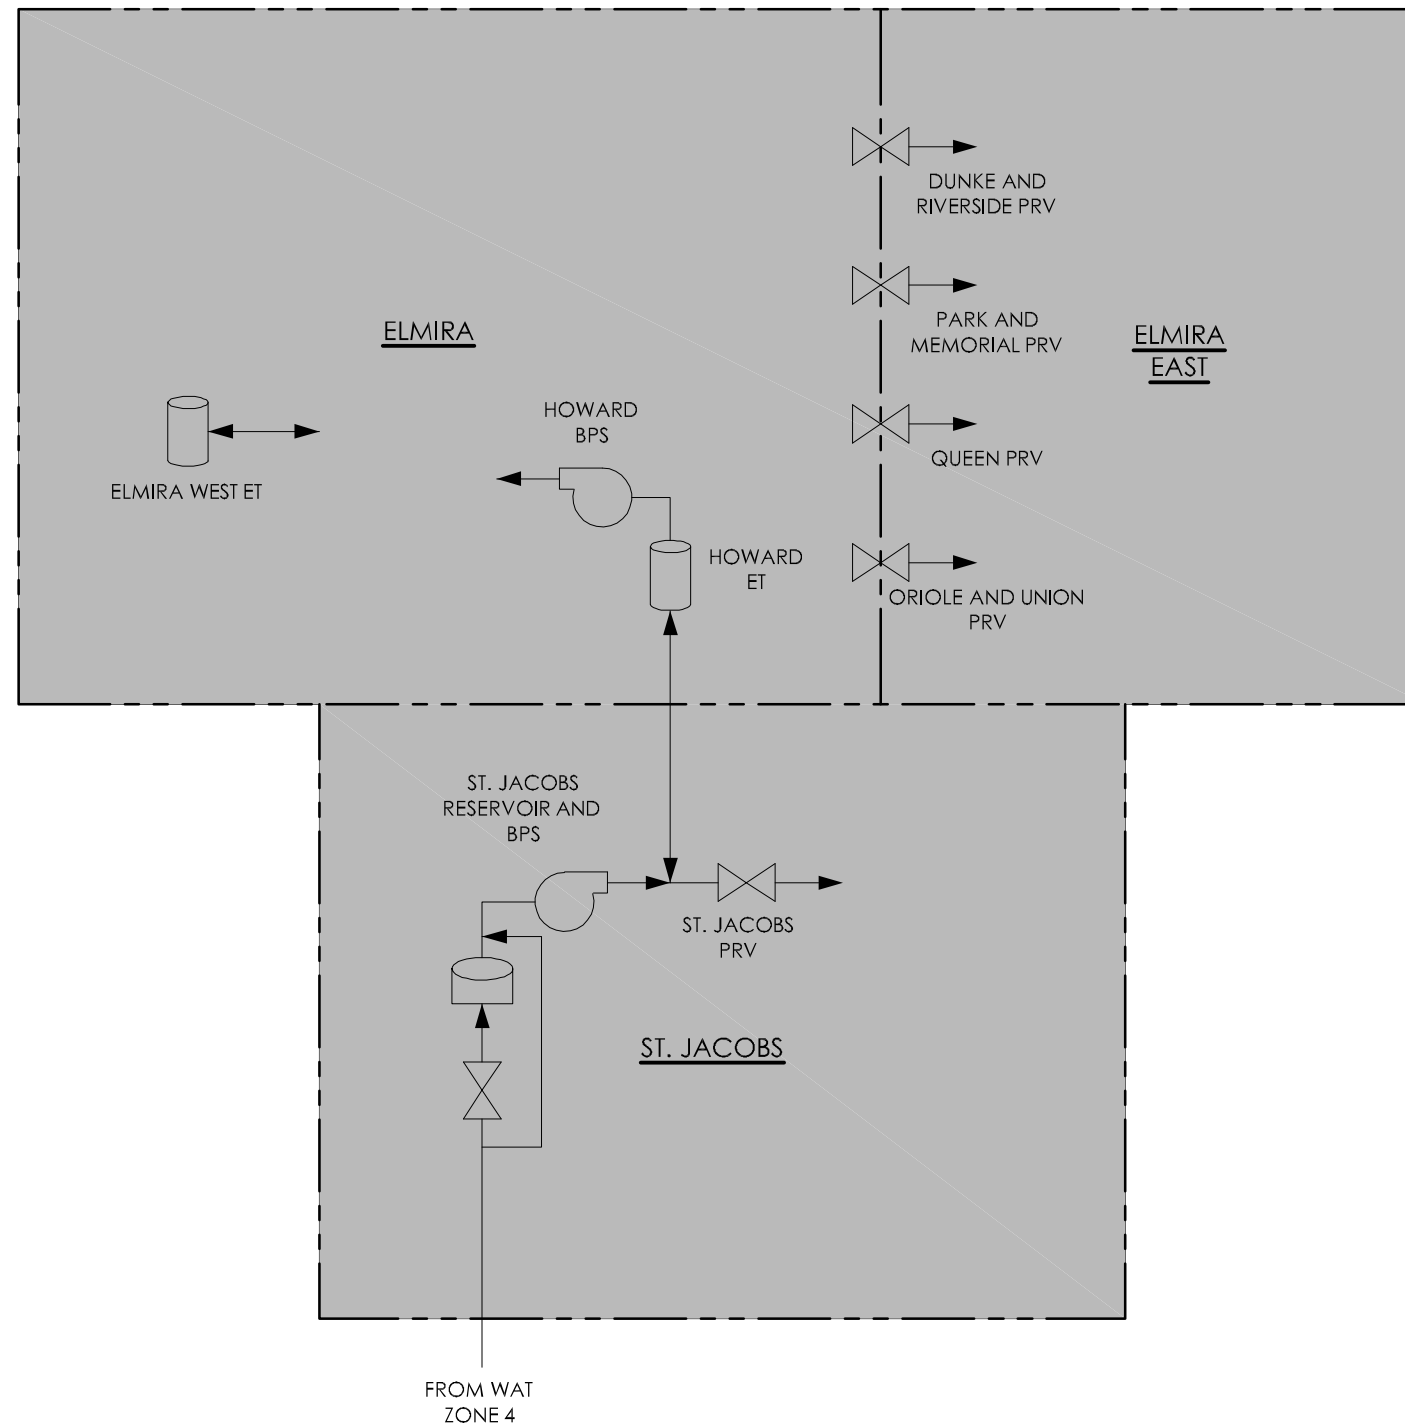 DUNKE AND
RIVERSIDE PRV
PARK AND
MEMORIAL PRV
ELMIRA
ELMIRA
EAST
HOWARD
BPS
QUEEN PRV
ELMIRA WEST ET
HOWARD
ET
ORIOLE AND UNION
PRV
ST. JACOBS
RESERVOIR AND
BPS
ST. JACOBS
PRV
ST. JACOBS
FROM WAT
ZONE 4